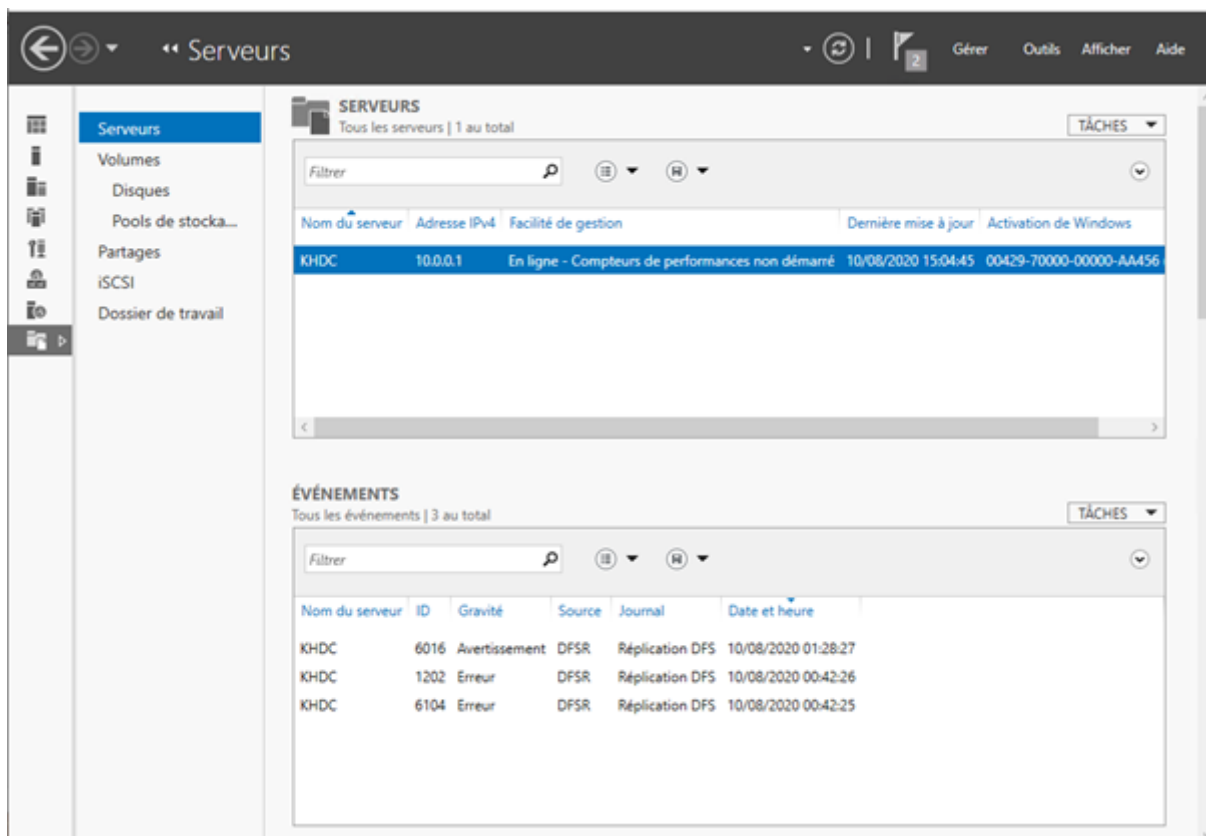 Serveurs
2
Gérer Outils Afficher Aide
Serveurs
Volumes
Disques
Pools de stocka...
Partages
iSCSI
Dossier de travail
SERVEURS
Tous les serveurs | 1 au total
TÂCHES
Filtrer
Nom du serveur Adresse IPv4 Facilité de gestion Dernière mise à jour Activation de Windows
KHDC 10.0.0.1 En ligne - Compteurs de performances non démarré 10/08/2020 15:04:45 00429-70000-00000-AA456
ÉVÉNEMENTS
Tous les événements | 3 au total
TÂCHES
Filtrer
Nom du serveur ID Gravité Source Journal Date et heure
KHDC 6016 Avertissement DFSR Réplication DFS 10/08/2020 01:28:27
KHDC 1202 Erreur DFSR Réplication DFS 10/08/2020 00:42:26
KHDC 6104 Erreur DFSR Réplication DFS 10/08/2020 00:42:25